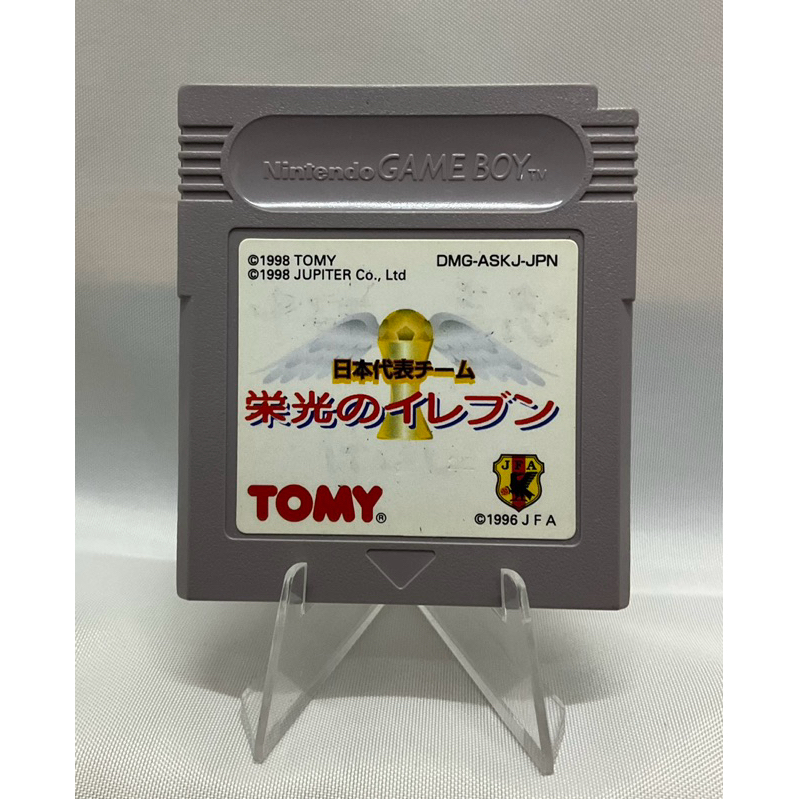 Nintendo GAME BOY TM
©1998 TOMY DMG-ASKJ-JPN
©1998 JUPITER Co., Ltd
日本代表チーム
栄光のイレブン
JFA
TOMY®
©1996 J F A